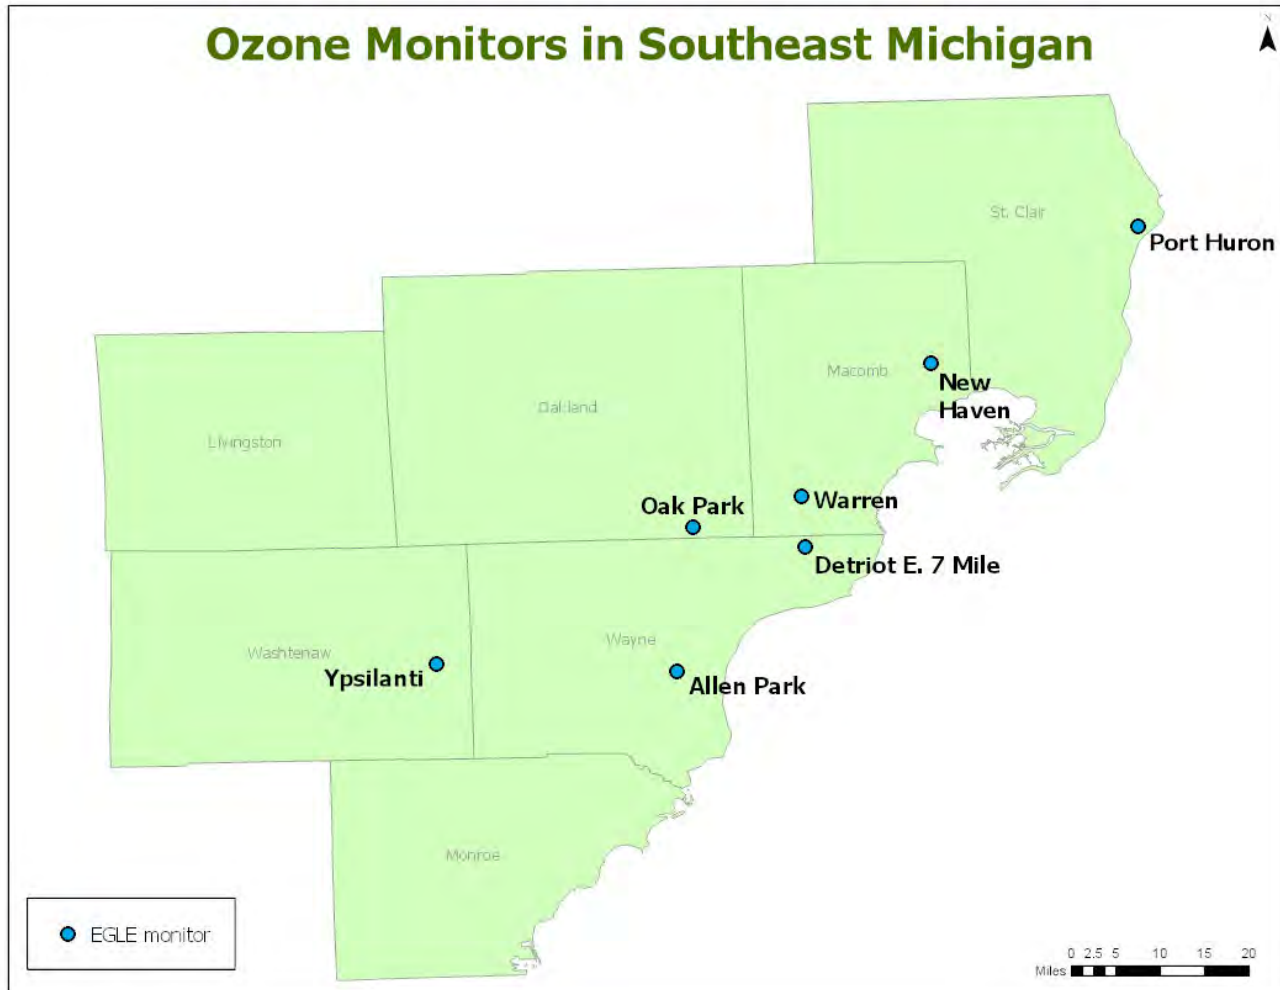 Ozone Monitors in Southeast Michigan
N
St. Clair
Port Huron
Macomb
New
Haven
Oakland
Livingston
Oak Park
Warren
Detriot E. 7 Mile
Wayne
Washtenaw
Ypsilanti
Allen Park
Monroe
EGLE monitor
0 2.5 5 10 15 20
Miles